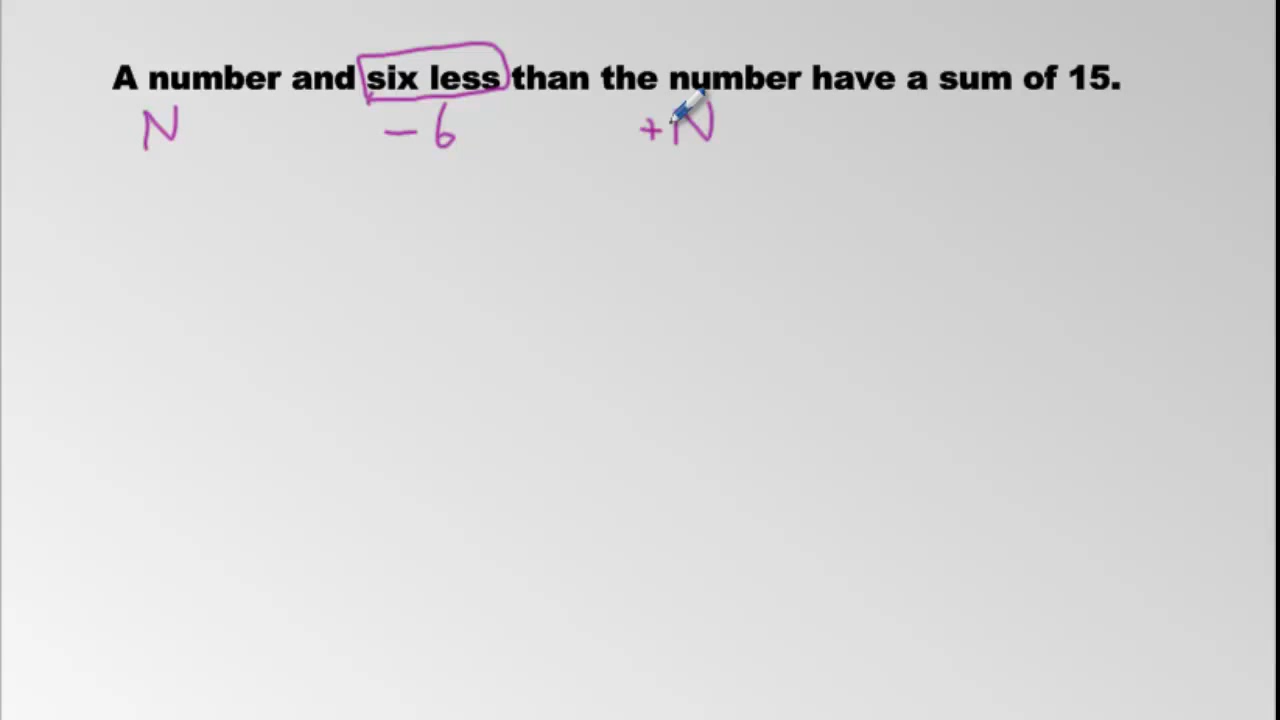 A number and six less than the number have a sum of 15.
N - 6 + N